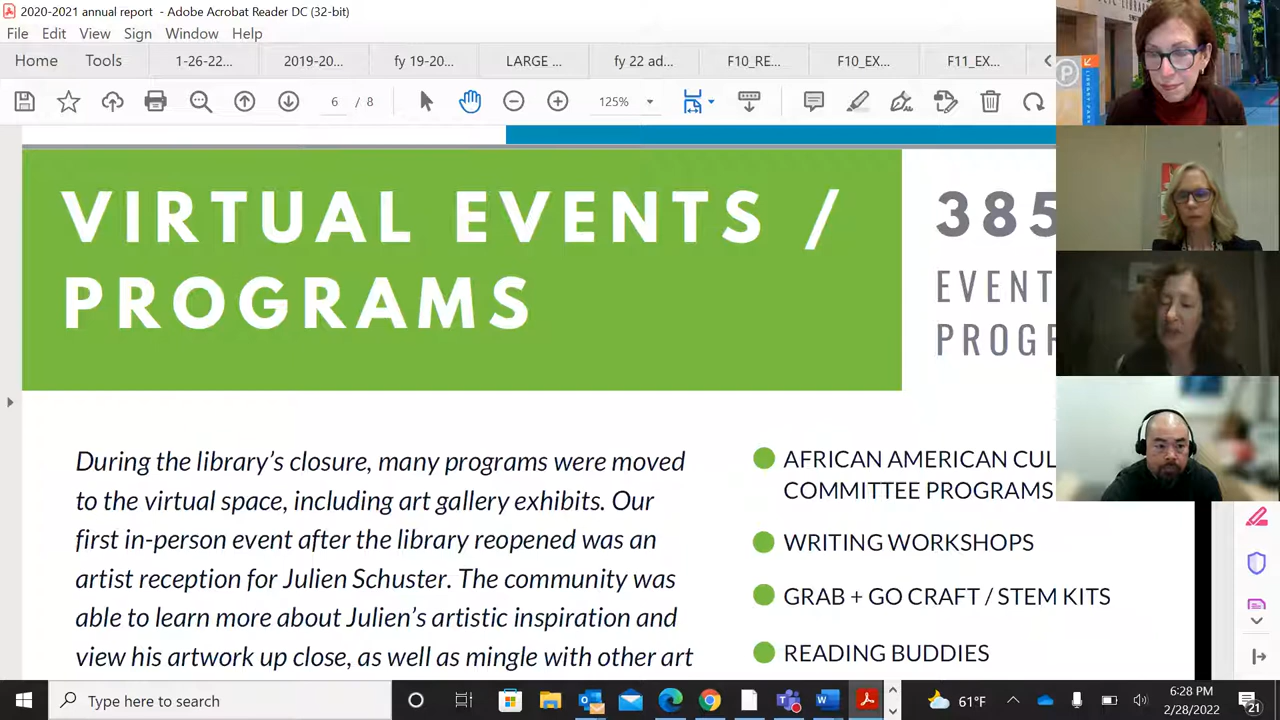 2020-2021 annual report - Adobe Acrobat Reader DC (32-bit)
File Edit View Sign Window Help
Home Tools 1-26-22... 2019-20... fy 19-20... LARGE ... fy 22 ad... F10_RE... F10_EX... F11_EX...
6 / 8 125%
VIRTUAL EVENTS /
PROGRAMS
385
EVENT
PROGR
During the library's closure, many programs were moved
to the virtual space, including art gallery exhibits. Our
first in-person event after the library reopened was an
artist reception for Julien Schuster. The community was
able to learn more about Julien's artistic inspiration and
view his artwork up close, as well as mingle with other art
AFRICAN AMERICAN CUL
COMMITTEE PROGRAMS
WRITING WORKSHOPS
GRAB + GO CRAFT / STEM KITS
READING BUDDIES
Type here to search
61°F
6:28 PM
2/28/2022
21